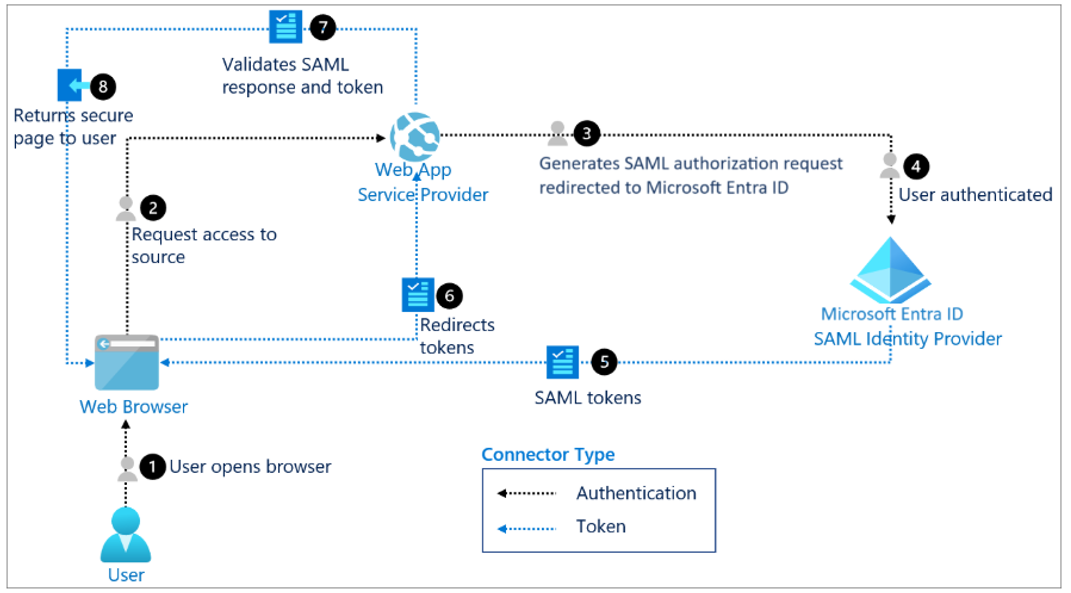 7
Validates SAML
response and token
8
Returns secure
page to user
Web App
Service Provider
3
Generates SAML authorization request
redirected to Microsoft Entra ID
4
User authenticated
2
Request access to
source
6
Redirects
tokens
Microsoft Entra ID
SAML Identity Provider
5
SAML tokens
Web Browser
1
User opens browser
User
Connector Type
Authentication
Token